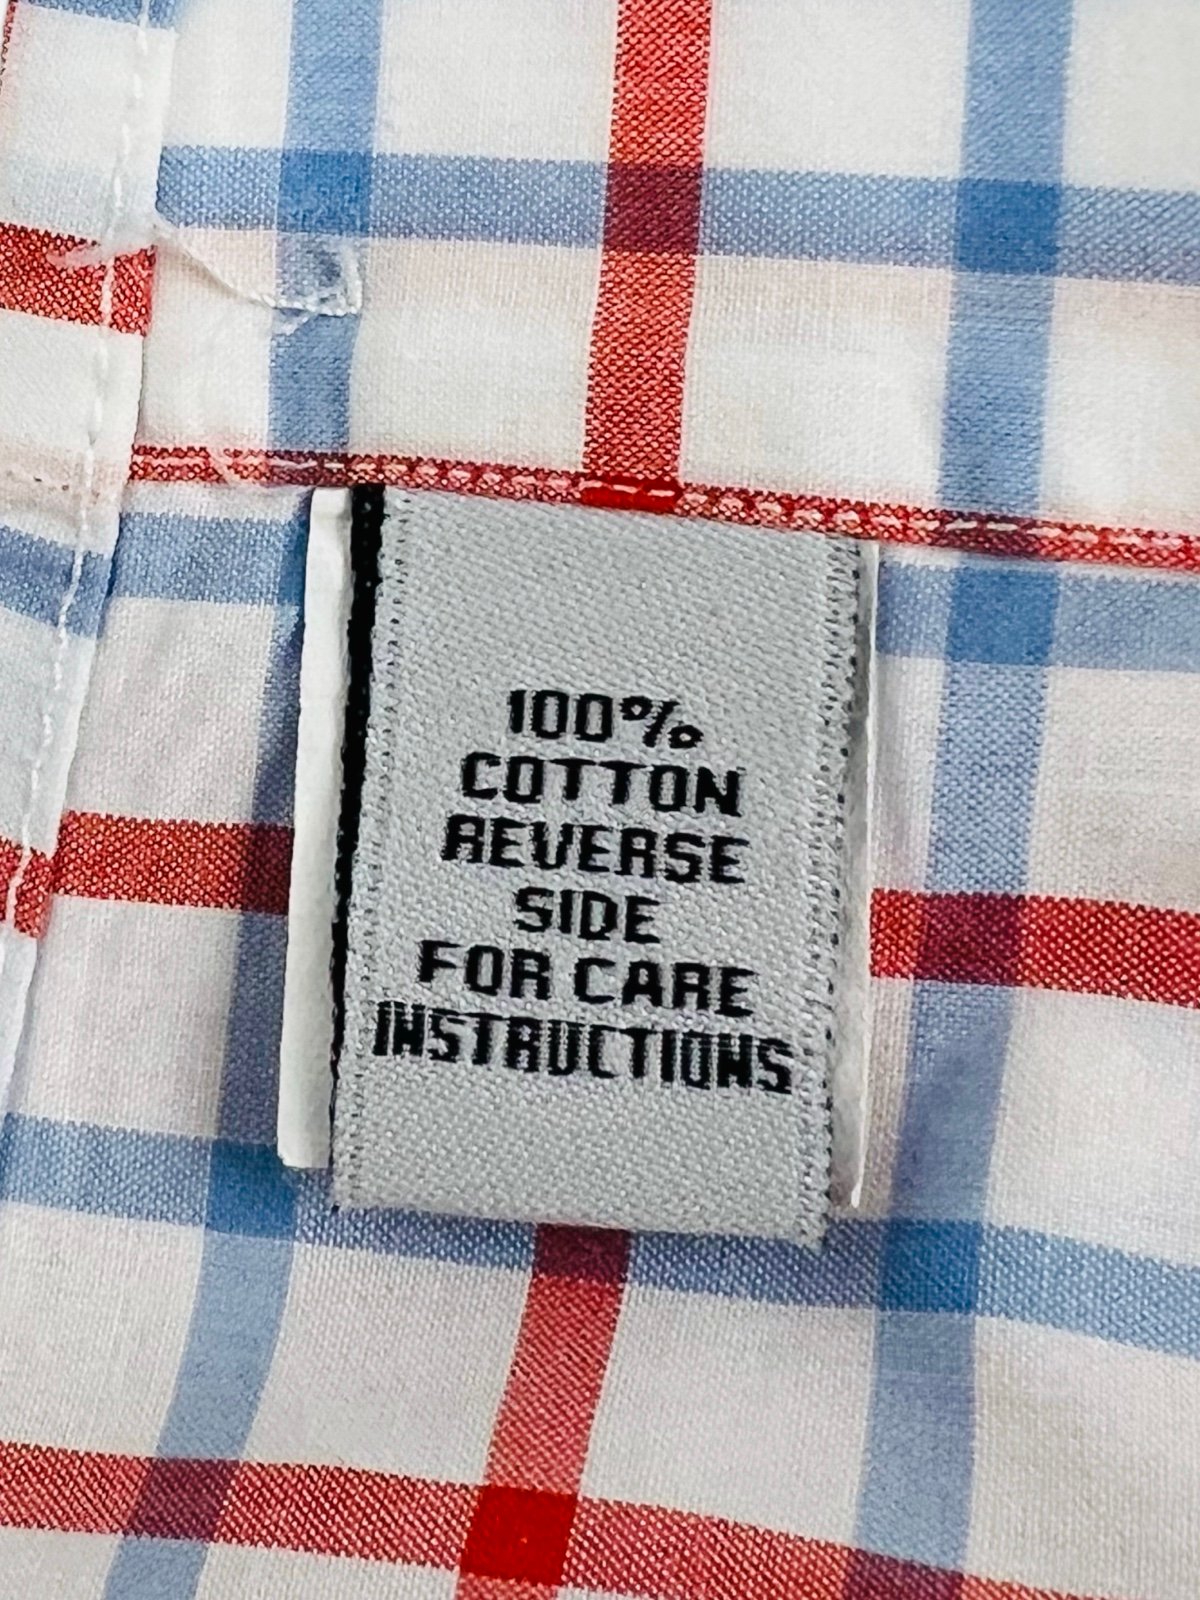 100%
COTTON
REVERSE
SIDE
FOR CARE
INSTRUCTIONS